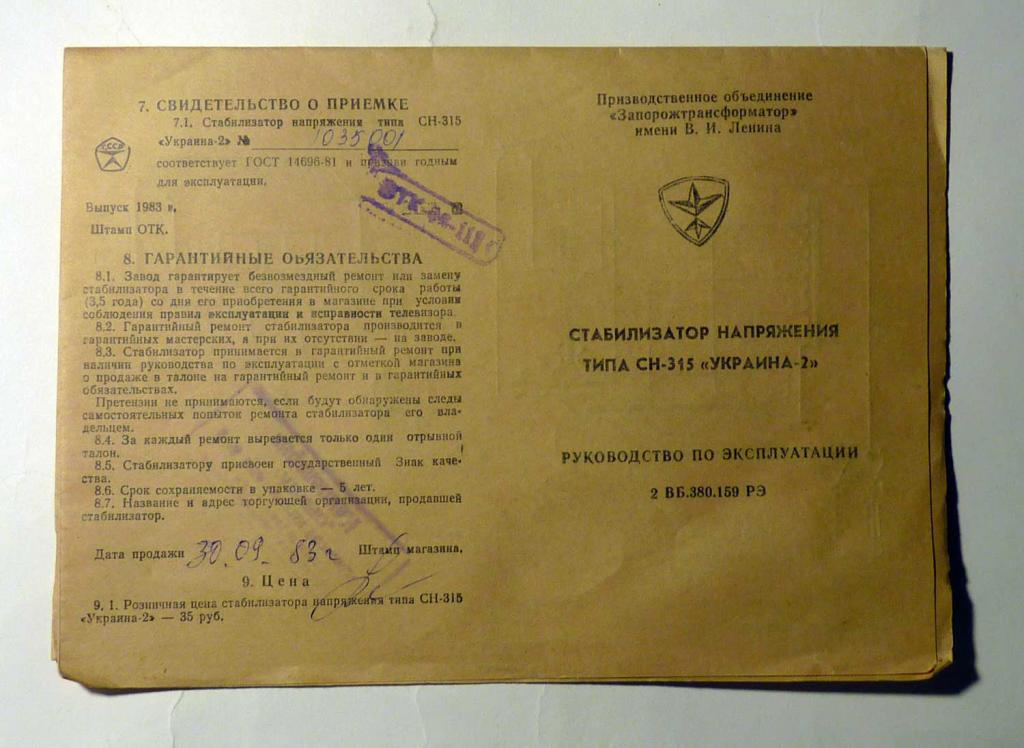 7. СВИДЕТЕЛЬСТВО О ПРИЕМКЕ
7.1. Стабилизатор напряжения типа СН-315
«Украина-2» № 1035001
соответствует ГОСТ 14696-81 и признан годным
для эксплуатации.
СССР
Выпуск 1983 г.
Штамп ОТК.
ОТК
8. ГАРАНТИЙНЫЕ ОБЯЗАТЕЛЬСТВА
8.1. Завод гарантирует безвозмездный ремонт или замену
стабилизатора в течение всего гарантийного срока работы
(3,5 года) со дня его приобретения в магазине при условии
соблюдения правил эксплуатации и исправности телевизора.
8.2. Гарантийный ремонт стабилизатора производится в
гарантийных мастерских, а при их отсутствии — на заводе.
8.3. Стабилизатор принимается в гарантийный ремонт при
наличии руководства по эксплуатации с отметкой магазина
о продаже в талоне на гарантийный ремонт и в гарантийных
обязательствах.
Претензии не принимаются, если будут обнаружены следы
самостоятельных попыток ремонта стабилизатора его вла-
дельцем.
8.4. За каждый ремонт вырезается только один отрывной
талон.
8.5. Стабилизатору присвоен государственный Знак каче-
ства.
8.6. Срок сохраняемости в упаковке — 5 лет.
8.7. Название и адрес торгующей организации, продавшей
стабилизатор.
Дата продажи 30.09-83г Штамп магазина.
9. Цена
9.1. Розничная цена стабилизатора напряжения типа СН-315
«Украина-2» — 35 руб.
Призводственное объединение
«Запорожтрансформатор»
имени В. И. Ленина
СТАБИЛИЗАТОР НАПРЯЖЕНИЯ
ТИПА СН-315 «УКРАИНА-2»
РУКОВОДСТВО ПО ЭКСПЛУАТАЦИИ
2 ВБ.380.159 РЭ